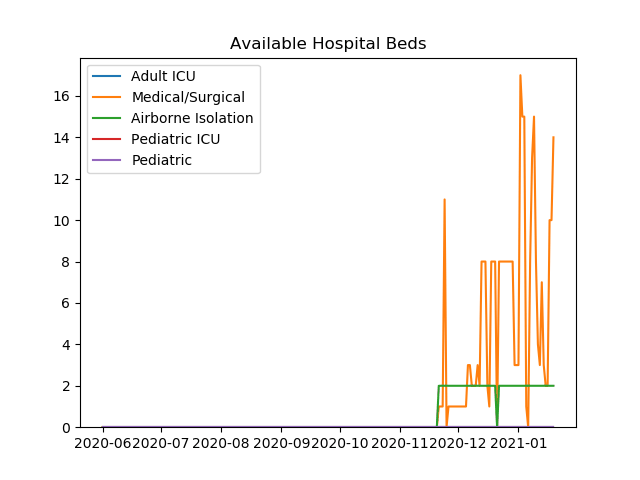 Available Hospital Beds
Adult ICU
Medical/Surgical
Airborne Isolation
Pediatric ICU
Pediatric
16
14
12
10
8
6
4
2
0
2020-06 2020-07 2020-08 2020-09 2020-10 2020-11 2020-12 2021-01